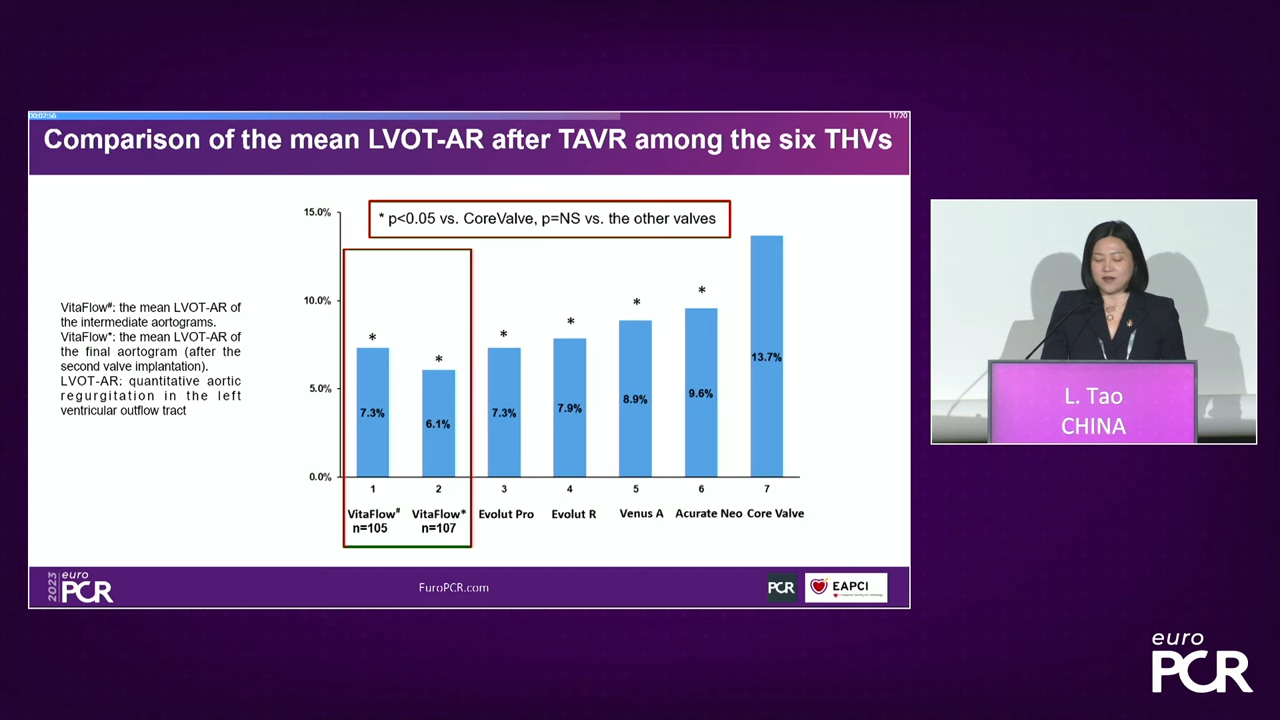 00:07:56
11/20
Comparison of the mean LVOT-AR after TAVR among the six THVs
* p<0.05 vs. CoreValve, p=NS vs. the other valves
15.0%
10.0%
5.0%
0.0%
*
*
*
*
*
*
7.3%
6.1%
7.3%
7.9%
8.9%
9.6%
13.7%
1 2 3 4 5 6 7
VitaFlow# VitaFlow* Evolut Pro Evolut R Venus A Acurate Neo Core Valve
n=105 n=107
VitaFlow#: the mean LVOT-AR of
the intermediate aortograms.
VitaFlow*: the mean LVOT-AR of
the final aortogram (after the
second valve implantation).
LVOT-AR: quantitative aortic
regurgitation in the left
ventricular outflow tract
2023 euro
PCR
EuroPCR.com
PCR
EAPCI
L. Tao
CHINA
euro
PCR